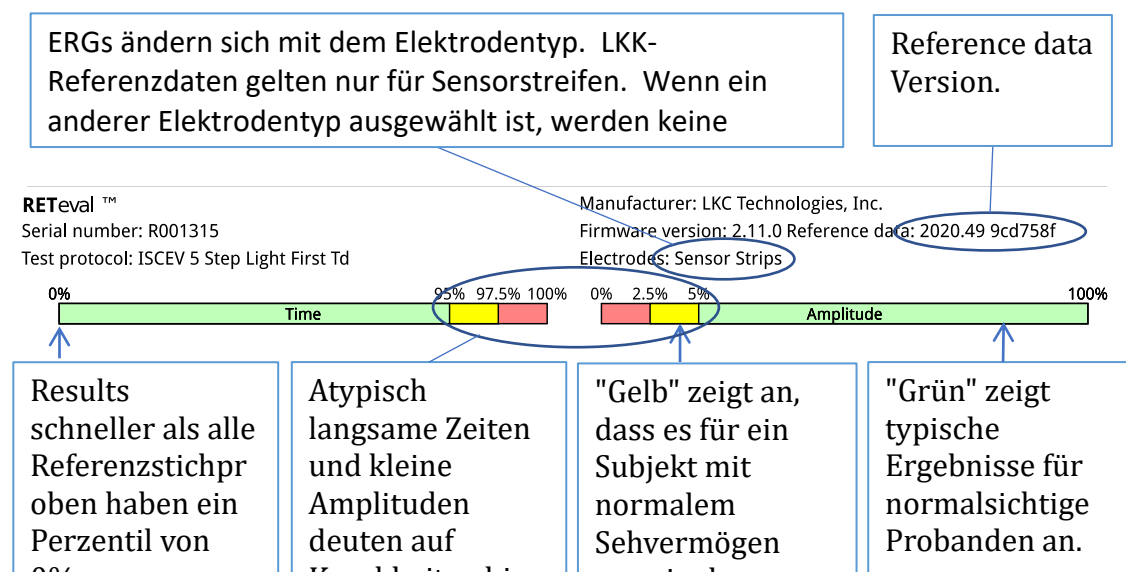 ERGs ändern sich mit dem Elektrodentyp. LKK-
Referenzdaten gelten nur für Sensorstreifen. Wenn ein
anderer Elektrodentyp ausgewählt ist, werden keine
Reference data
Version.
RETeval ™
Serial number: R001315
Test protocol: ISCEV 5 Step Light First Td
Manufacturer: LKC Technologies, Inc.
Firmware version: 2.11.0 Reference data: 2020.49 9cd758f
Electrodes: Sensor Strips
0% 95% 97.5% 100%
Time
0% 2.5% 5% 100%
Amplitude
Results
schneller als alle
Referenzstichpr
oben haben ein
Perzentil von
Atypisch
langsame Zeiten
und kleine
Amplituden
deuten auf
"Gelb" zeigt an,
dass es für ein
Subjekt mit
normalem
Sehvermögen
"Grün" zeigt
typische
Ergebnisse für
normalsichtige
Probanden an.